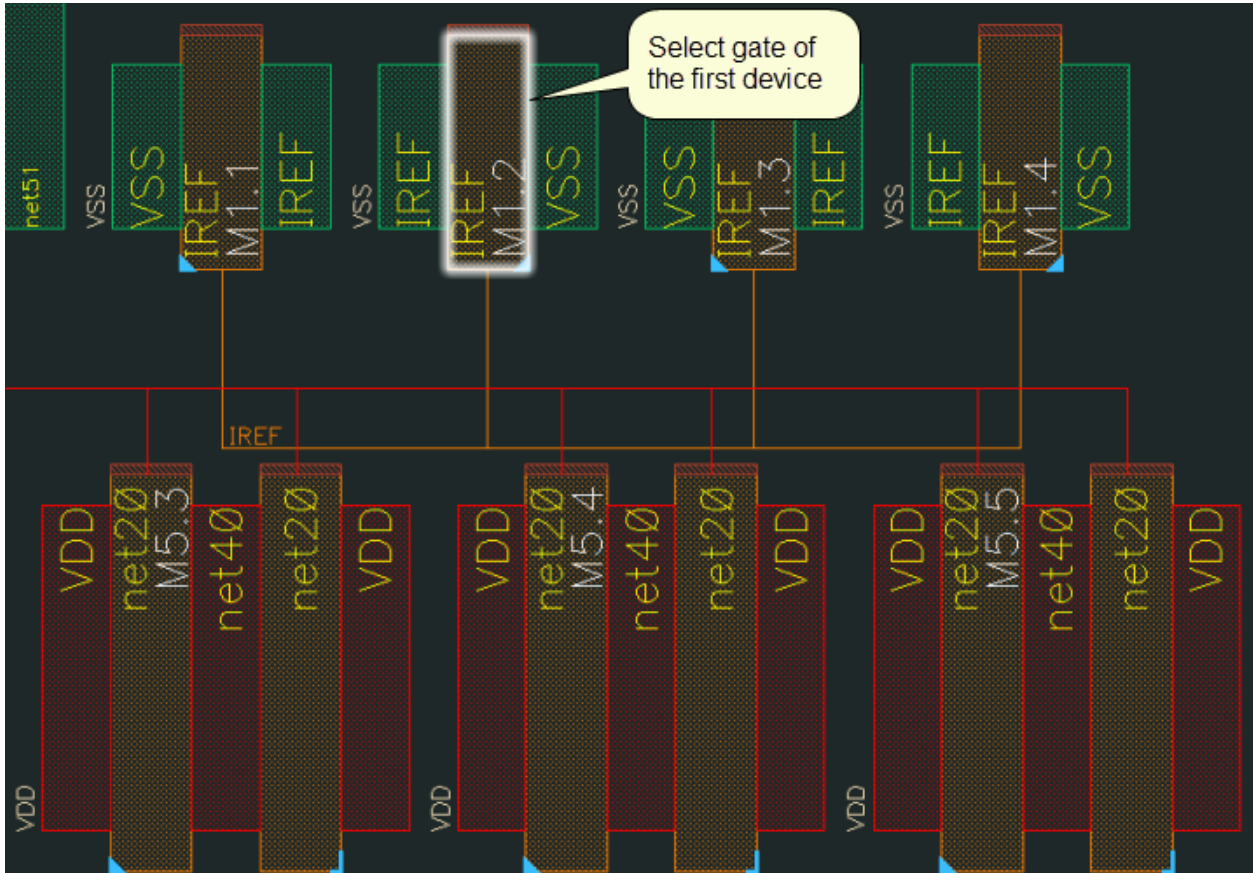 Select gate of
the first device
net51
VSS
VSS
IREF
M1.1
IREF
VSS
IREF
IREF
M1.2
VSS
VSS
VSS
IREF
M1.3
IREF
VSS
IREF
IREF
M1.4
VSS
IREF
VDD
VDD
net20
M5.3
net40
net20
VDD
VDD
VDD
net20
M5.4
net40
net20
VDD
VDD
VDD
net20
M5.5
net40
net20
VDD